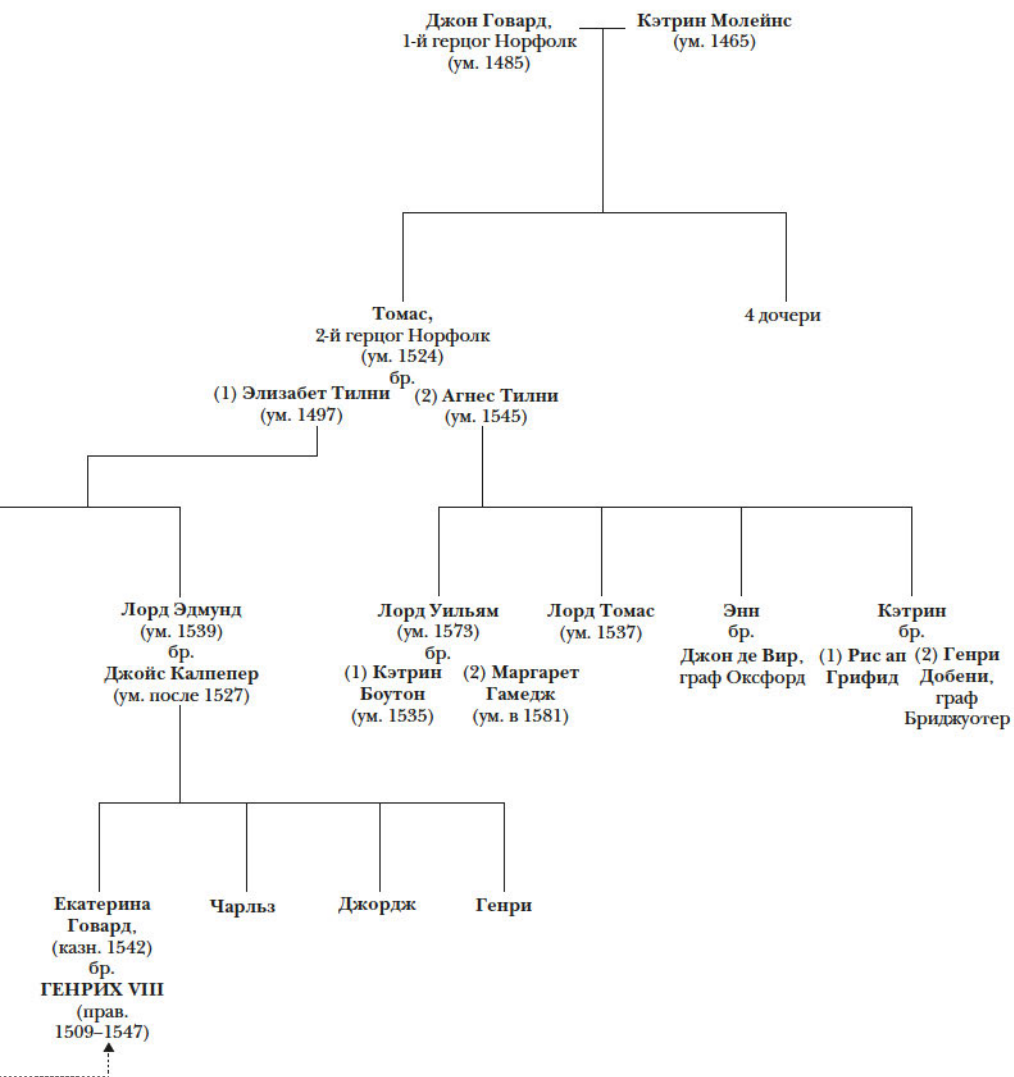 Джон Говард,
1-й герцог Норфолк
(ум. 1485)
Кэтрин Молейнс
(ум. 1465)
Томас,
2-й герцог Норфолк
(ум. 1524)
бр.
(1) Элизабет Тилни
(ум. 1497)
(2) Агнес Тилни
(ум. 1545)
4 дочери
Лорд Эдмунд
(ум. 1539)
бр.
Джойс Калпепер
(ум. после 1527)
Лорд Уильям
(ум. 1573)
бр.
(1) Кэтрин
Боутон
(ум. 1535)
(2) Маргарет
Гамедж
(ум. в 1581)
Лорд Томас
(ум. 1537)
Энн
бр.
Джон де Вир,
граф Оксфорд
Кэтрин
бр.
(1) Рис ап
Грифид
(2) Генри
Добени,
граф
Бриджуотер
Екатерина
Говард,
(казн. 1542)
бр.
ГЕНРИХ VIII
(прав.
1509–1547)
Чарльз
Джордж
Генри